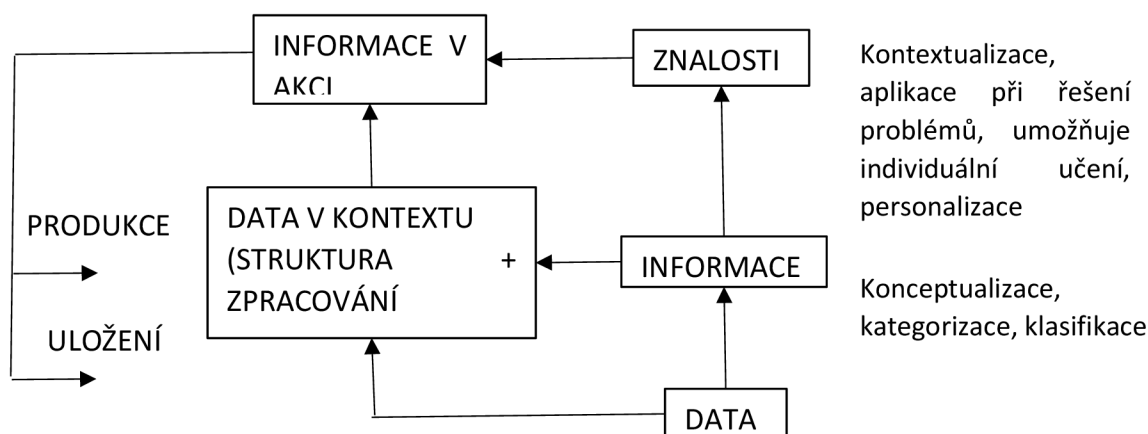 INFORMACE V
AKCI
ZNALOSTI
Kontextualizace,
aplikace při řešení
problémů, umožňuje
individuální učení,
personalizace
PRODUKCE
DATA V KONTEXTU
(STRUKTURA +
ZPRACOVÁNÍ
INFORMACE
Konceptualizace,
kategorizace, klasifikace
ULOŽENÍ
DATA